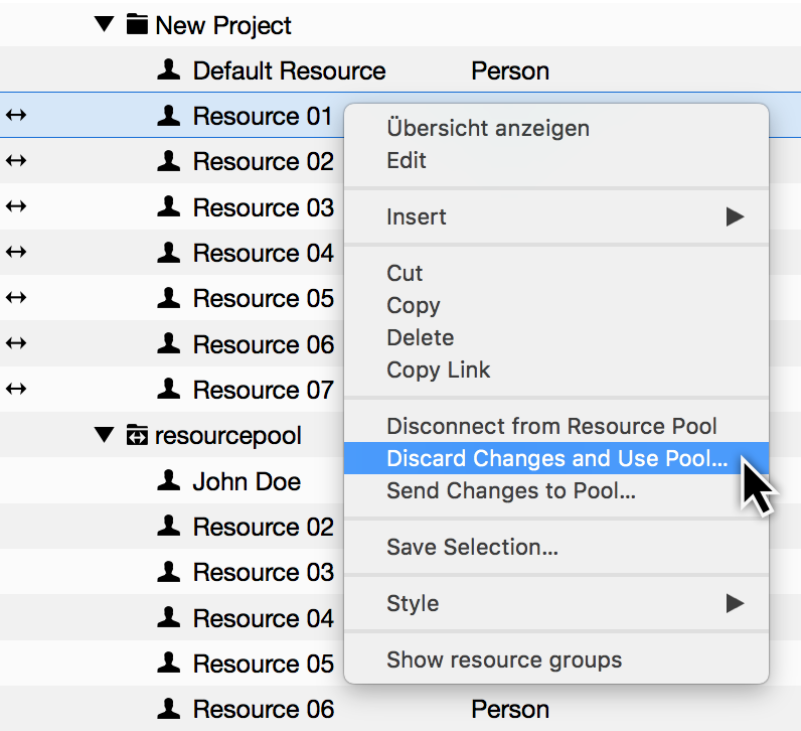 New Project
Default Resource Person
Resource 01
Resource 02
Resource 03
Resource 04
Resource 05
Resource 06
Resource 07
resourcepool
John Doe
Resource 02
Resource 03
Resource 04
Resource 05
Resource 06 Person
Übersicht anzeigen
Edit
Insert
Cut
Copy
Delete
Copy Link
Disconnect from Resource Pool
Discard Changes and Use Pool...
Send Changes to Pool...
Save Selection...
Style
Show resource groups